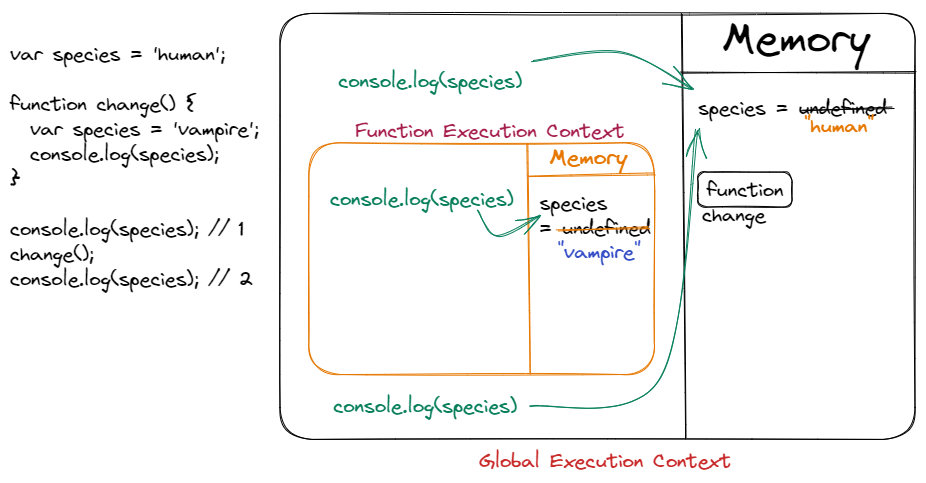 var species = 'human';
function change() {
var species = 'vampire';
console.log(species);
}
console.log(species); // 1
change();
console.log(species); // 2
Memory
console.log(species)
species = undefined
"human"
Function Execution Context
Memory
console.log(species)
species
= undefined
"vampire"
function
change
console.log(species)
Global Execution Context